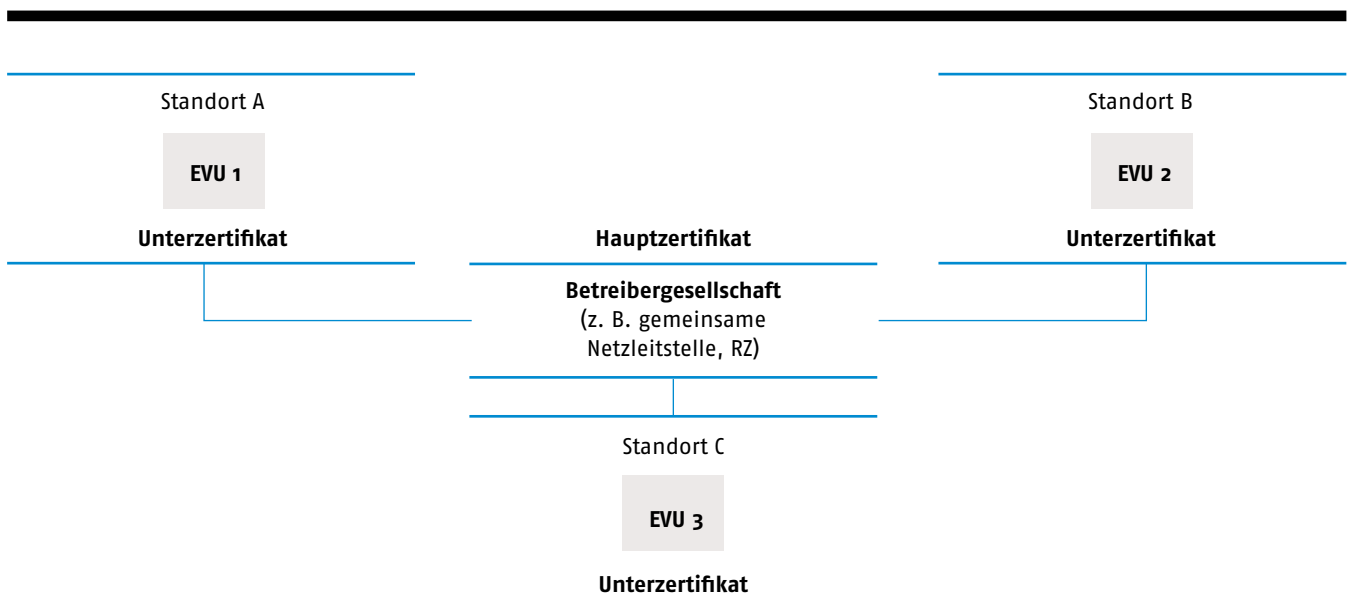 Standort A
EVU 1
Unterzertifikat
Standort B
EVU 2
Unterzertifikat
Hauptzertifikat
Betreibergesellschaft
(z. B. gemeinsame
Netzleitstelle, RZ)
Standort C
EVU 3
Unterzertifikat